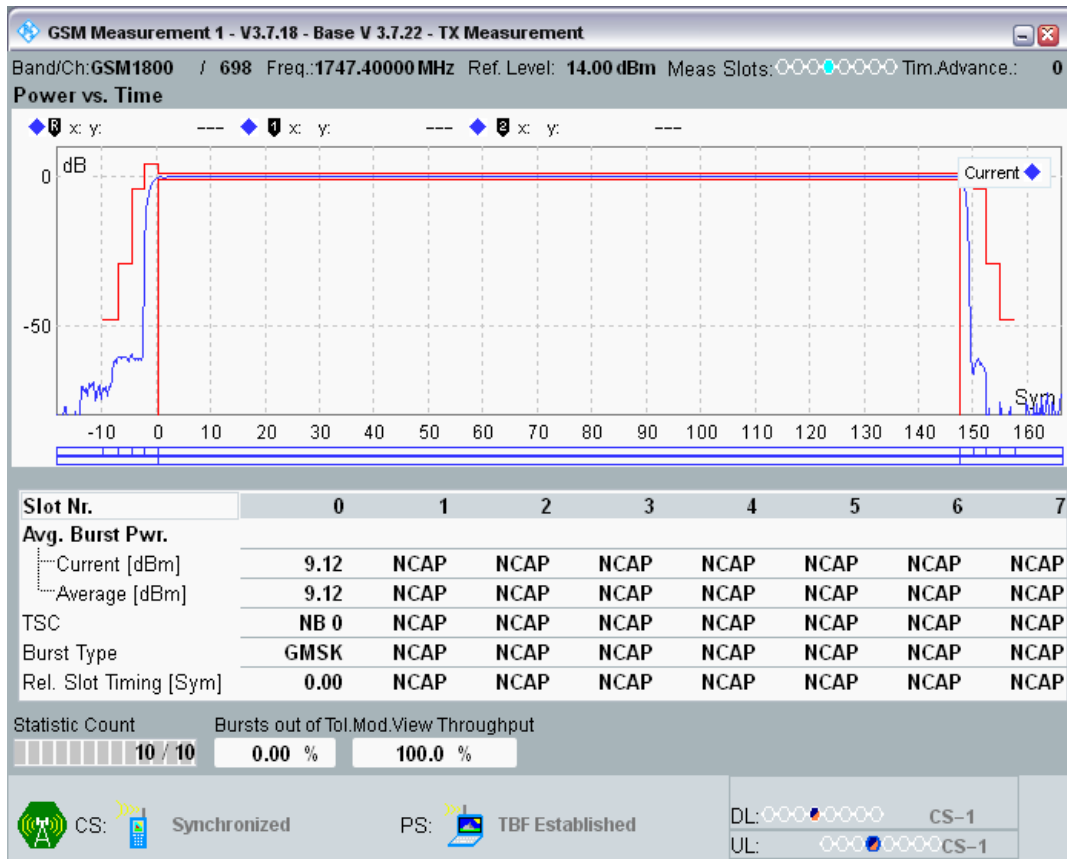 GSM Measurement 1 - V3.7.18 - Base V 3.7.22 - TX Measurement
Band/Ch:GSM1800 / 698 Freq.:1747.40000 MHz Ref. Level: 14.00 dBm Meas Slots: Tim.Advance.: 0
Power vs. Time
R x: y: --- 1 x: y: --- 2 x: y: ---
dB
Current
0
-50
Sym
-10 0 10 20 30 40 50 60 70 80 90 100 110 120 130 140 150 160
Slot Nr. 0 1 2 3 4 5 6 7
Avg. Burst Pwr.
Current [dBm] 9.12 NCAP NCAP NCAP NCAP NCAP NCAP NCAP
Average [dBm] 9.12 NCAP NCAP NCAP NCAP NCAP NCAP NCAP
TSC NB 0 NCAP NCAP NCAP NCAP NCAP NCAP NCAP
Burst Type GMSK NCAP NCAP NCAP NCAP NCAP NCAP NCAP
Rel. Slot Timing [Sym] 0.00 NCAP NCAP NCAP NCAP NCAP NCAP NCAP
Statistic Count Bursts out of Tol.Mod.View Throughput
10 / 10 0.00 % 100.0 %
CS: Synchronized PS: TBF Established
DL: CS-1
UL: CS-1